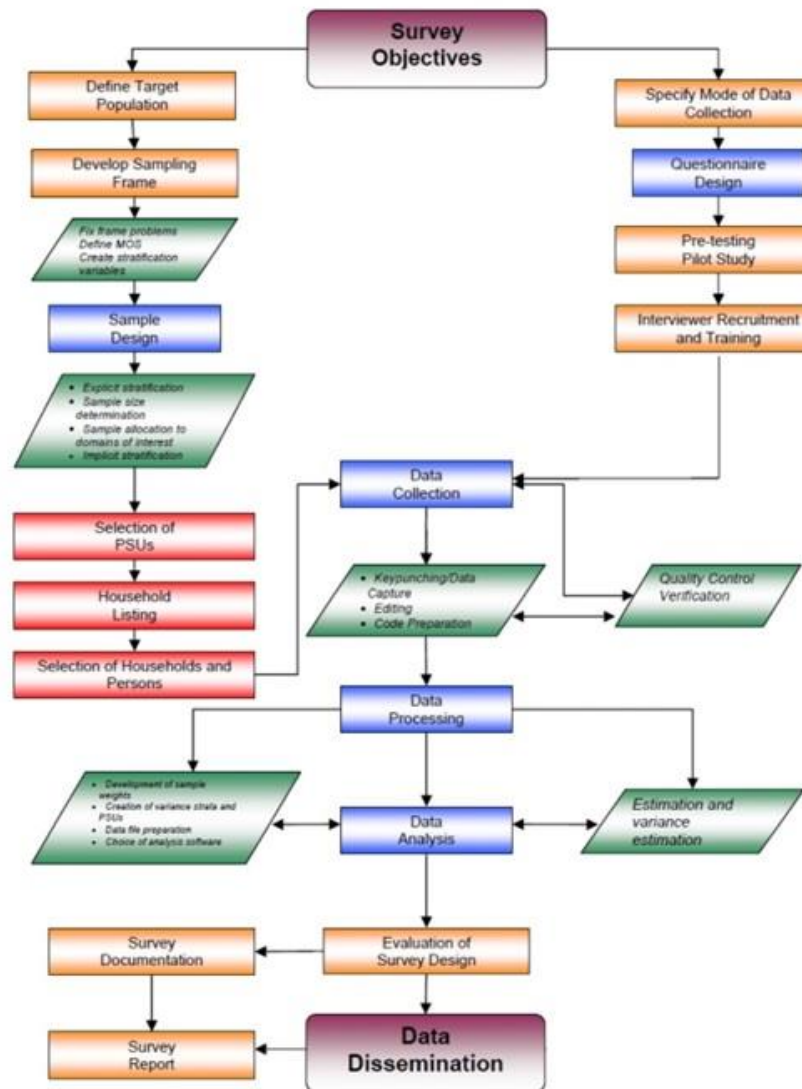 Survey
Objectives
Define Target
Population
Develop Sampling
Frame
Fix frame problems
Define MOS
Create stratification
variables
Sample
Design
• Explicit stratification
• Sample size
determination
• Sample allocation to
domains of interest
• Implicit stratification
Selection of
PSUs
Household
Listing
Selection of Households and
Persons
Specify Mode of Data
Collection
Questionnaire
Design
Pre-testing
Pilot Study
Interviewer Recruitment
and Training
Data
Collection
• Keypunching/Data
Capture
• Editing
• Code Preparation
Quality Control
Verification
Data
Processing
• Development of sample
weights
• Creation of variance strata and
PSUs
• Data file preparation
• Choice of analysis software
Data
Analysis
Estimation and
variance
estimation
Survey
Documentation
Evaluation of
Survey Design
Survey
Report
Data
Dissemination